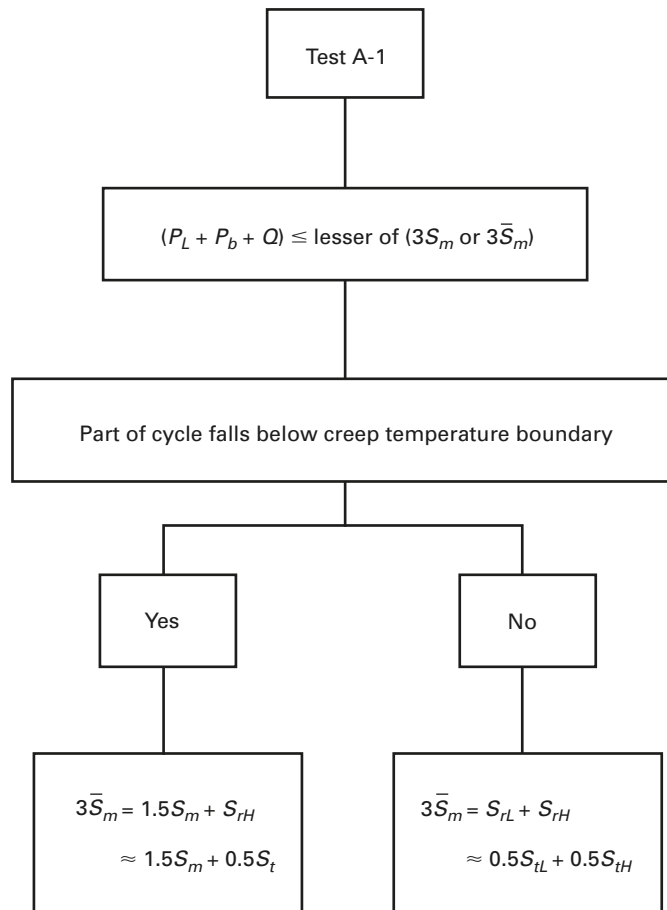 Test A-1
(P_L + P_b + Q) ≤ lesser of (3S_m or 3S̄_m)
Part of cycle falls below creep temperature boundary
Yes
No
3S̄_m = 1.5S_m + S_rH
≈ 1.5S_m + 0.5S_t
3S̄_m = S_rL + S_rH
≈ 0.5S_tL + 0.5S_tH